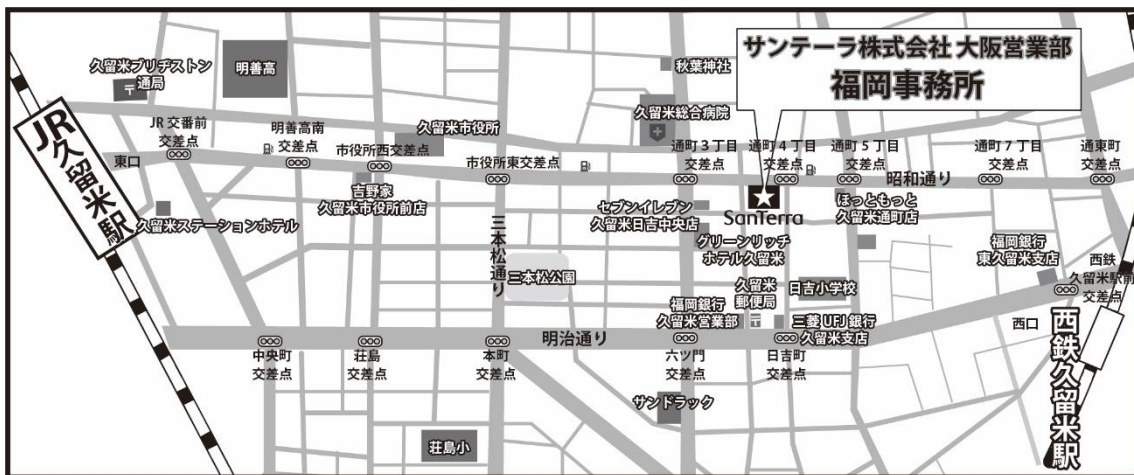 サンテーラ株式会社 大阪営業部
福岡事務所
久留米ブリヂストン
通局
〒
明善高
秋葉神社
久留米総合病院
JR久留米駅
JR交番前
交差点
明善高南
交差点
久留米市役所
市役所西交差点
市役所東交差点
通町3丁目
交差点
通町4丁目
交差点
通町5丁目
交差点
通町7丁目
交差点
通東町
交差点
東口
昭和通り
吉野家
久留米市役所前店
久留米ステーションホテル
三本松通り
セブンイレブン
久留米日吉中央店
SanTerra
ほっともっと
久留米通町店
グリーンリッチ
ホテル久留米
三本松公園
福岡銀行
東久留米支店
西鉄
久留米駅前
交差点
久留米
郵便局
〒
日吉小学校
福岡銀行
久留米営業部
三菱UFJ銀行
久留米支店
西口
明治通り
中央町
交差点
荘島
交差点
本町
交差点
六ツ門
交差点
日吉町
交差点
西鉄久留米駅
サンドラック
荘島小